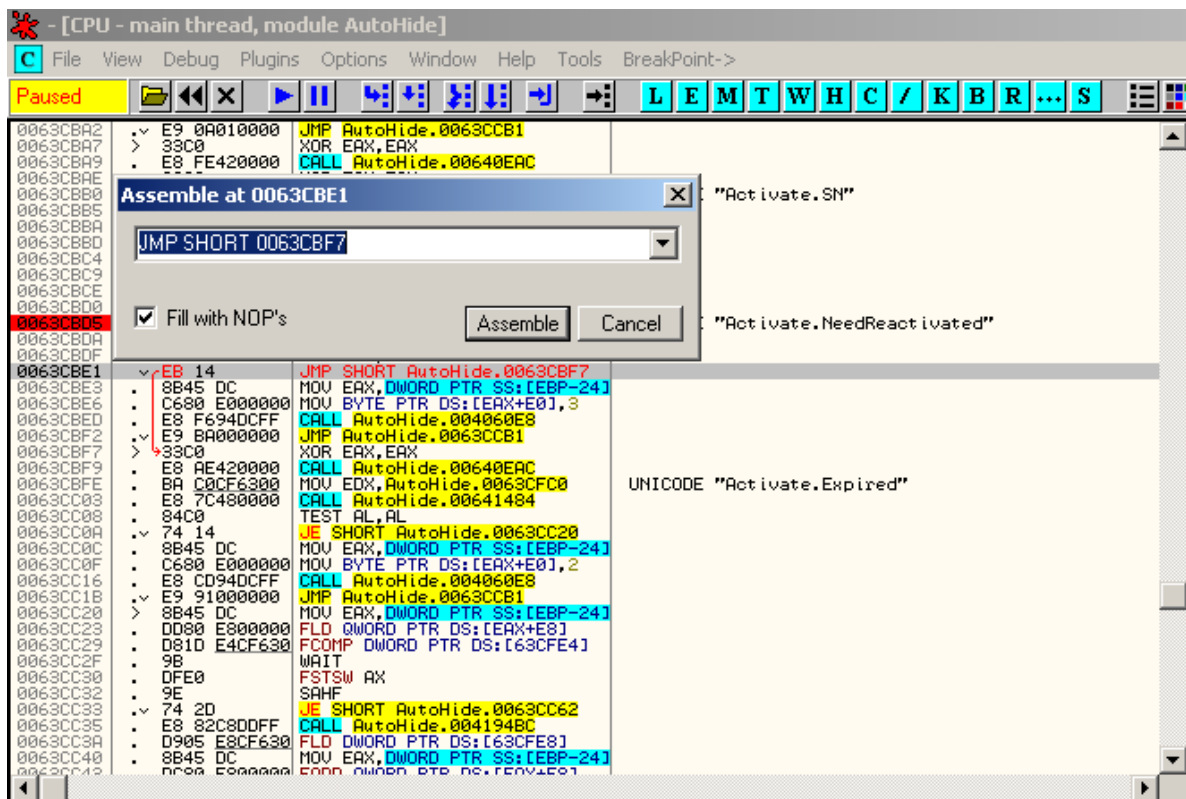 - [CPU - main thread, module AutoHide]
C File View Debug Plugins Options Window Help Tools BreakPoint->
Paused L E M T W H C / K B R ... S
0063CBA2 .v E9 0A010000 JMP AutoHide.0063CCB1
0063CBA7 > 33C0 XOR EAX,EAX
0063CBA9 . E8 FE420000 CALL AutoHide.00640EAC
0063CBAE
0063CBB0 "Activate.SN"
0063CBB5
0063CBBA
0063CBBD
0063CBC4
0063CBC9
0063CBCE
0063CBD0
0063CBD5 "Activate.NeedReactivated"
0063CBDA
0063CBDF
Assemble at 0063CBE1
JMP SHORT 0063CBF7
Fill with NOP's
Assemble Cancel
0063CBE1 v EB 14 JMP SHORT AutoHide.0063CBF7
0063CBE3 . 8B45 DC MOV EAX,DWORD PTR SS:[EBP-24]
0063CBE6 . C680 E000000 MOV BYTE PTR DS:[EAX+E0],3
0063CBED . E8 F694DCFF CALL AutoHide.004060E8
0063CBF2 .v E9 BA000000 JMP AutoHide.0063CCB1
0063CBF7 > 33C0 XOR EAX,EAX
0063CBF9 . E8 AE420000 CALL AutoHide.00640EAC
0063CBFE . BA C0CF6300 MOV EDX,AutoHide.0063CFC0 UNICODE "Activate.Expired"
0063CC03 . E8 7C480000 CALL AutoHide.00641484
0063CC08 . 84C0 TEST AL,AL
0063CC0A .v 74 14 JE SHORT AutoHide.0063CC20
0063CC0C . 8B45 DC MOV EAX,DWORD PTR SS:[EBP-24]
0063CC0F . C680 E000000 MOV BYTE PTR DS:[EAX+E0],2
0063CC16 . E8 CD94DCFF CALL AutoHide.004060E8
0063CC1B .v E9 91000000 JMP AutoHide.0063CCB1
0063CC20 > 8B45 DC MOV EAX,DWORD PTR SS:[EBP-24]
0063CC23 . DD80 E800000 FLD QWORD PTR DS:[EAX+E8]
0063CC29 . D81D E4CF630 FCOMP DWORD PTR DS:[63CFE4]
0063CC2F . 9B WAIT
0063CC30 . DFE0 FSTSW AX
0063CC32 . 9E SAHF
0063CC33 .v 74 2D JE SHORT AutoHide.0063CC62
0063CC35 . E8 82C8DDFF CALL AutoHide.004194BC
0063CC3A . D905 E8CF630 FLD DWORD PTR DS:[63CFE8]
0063CC40 . 8B45 DC MOV EAX,DWORD PTR SS:[EBP-24]